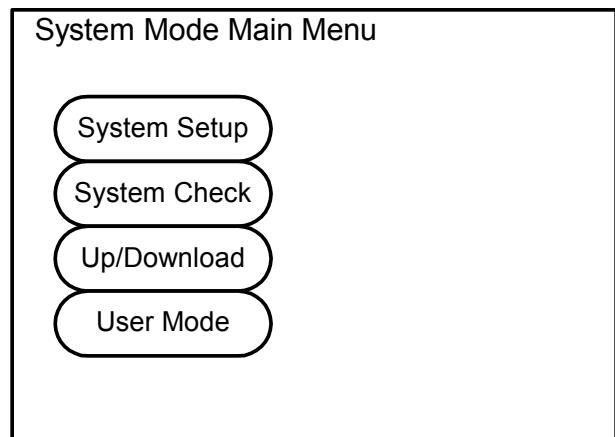 System Mode Main Menu
System Setup
System Check
Up/Download
User Mode